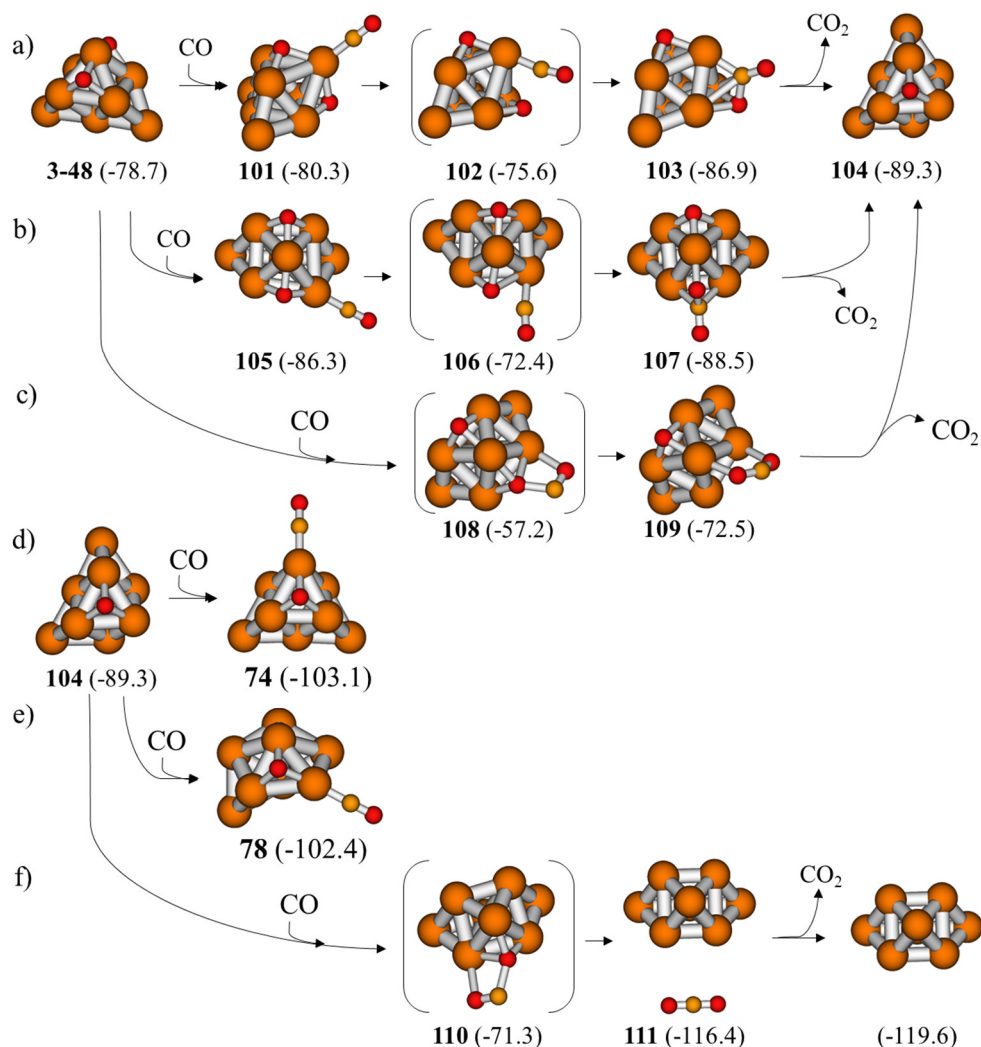 a)
CO
CO₂
3-48 (-78.7)
101 (-80.3)
102 (-75.6)
103 (-86.9)
104 (-89.3)
b)
CO
CO₂
105 (-86.3)
106 (-72.4)
107 (-88.5)
c)
CO
CO₂
108 (-57.2)
109 (-72.5)
d)
CO
104 (-89.3)
74 (-103.1)
e)
CO
78 (-102.4)
f)
CO
CO₂
110 (-71.3)
111 (-116.4)
(-119.6)